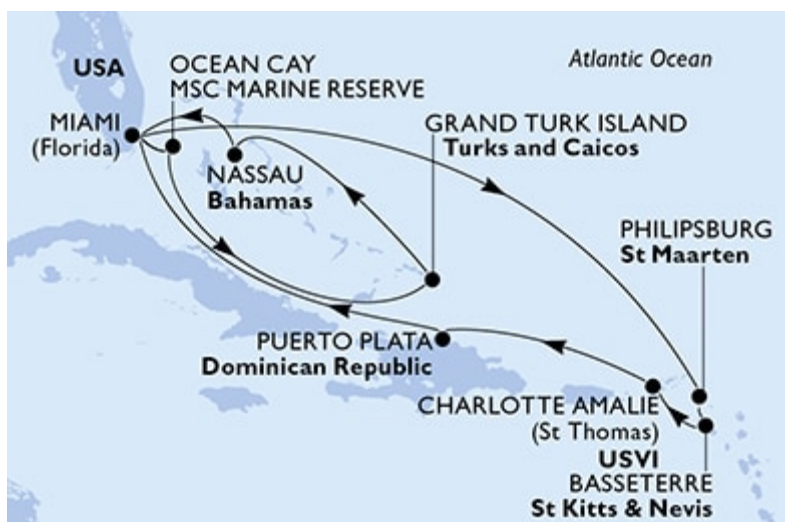 USA
OCEAN CAY
MSC MARINE RESERVE
Atlantic Ocean
MIAMI
(Florida)
NASSAU
Bahamas
GRAND TURK ISLAND
Turks and Caicos
PHILIPSBURG
St Maarten
PUERTO PLATA
Dominican Republic
CHARLOTTE AMALIE
(St Thomas)
USVI
BASSETERRE
St Kitts & Nevis